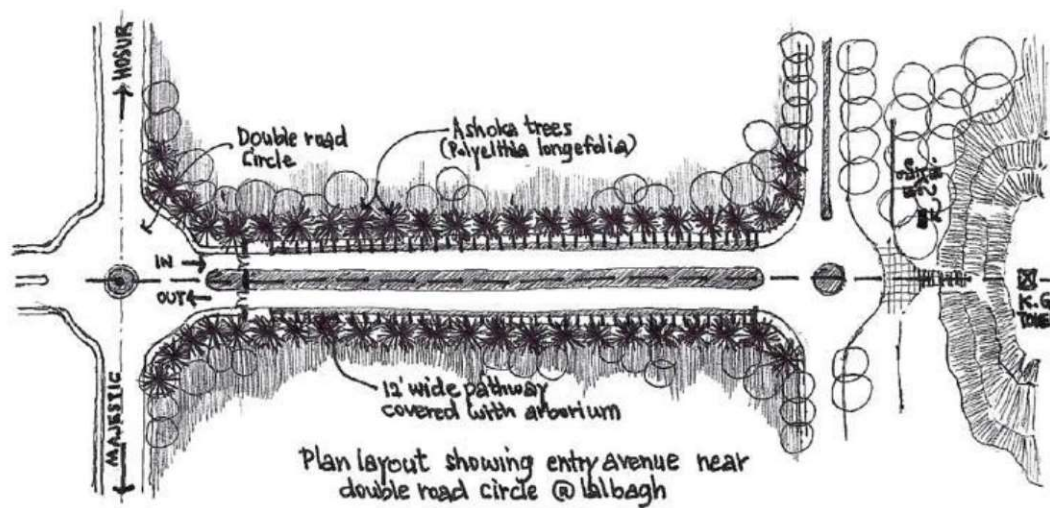 HOSUR
Double road
circle
Ashoka trees
(Polyelthia longefolia)
IN
OUT
K.G
MAJESTIC
12' wide pathway
covered with arborium
Plan layout showing entry avenue near
double road circle @ lalbagh